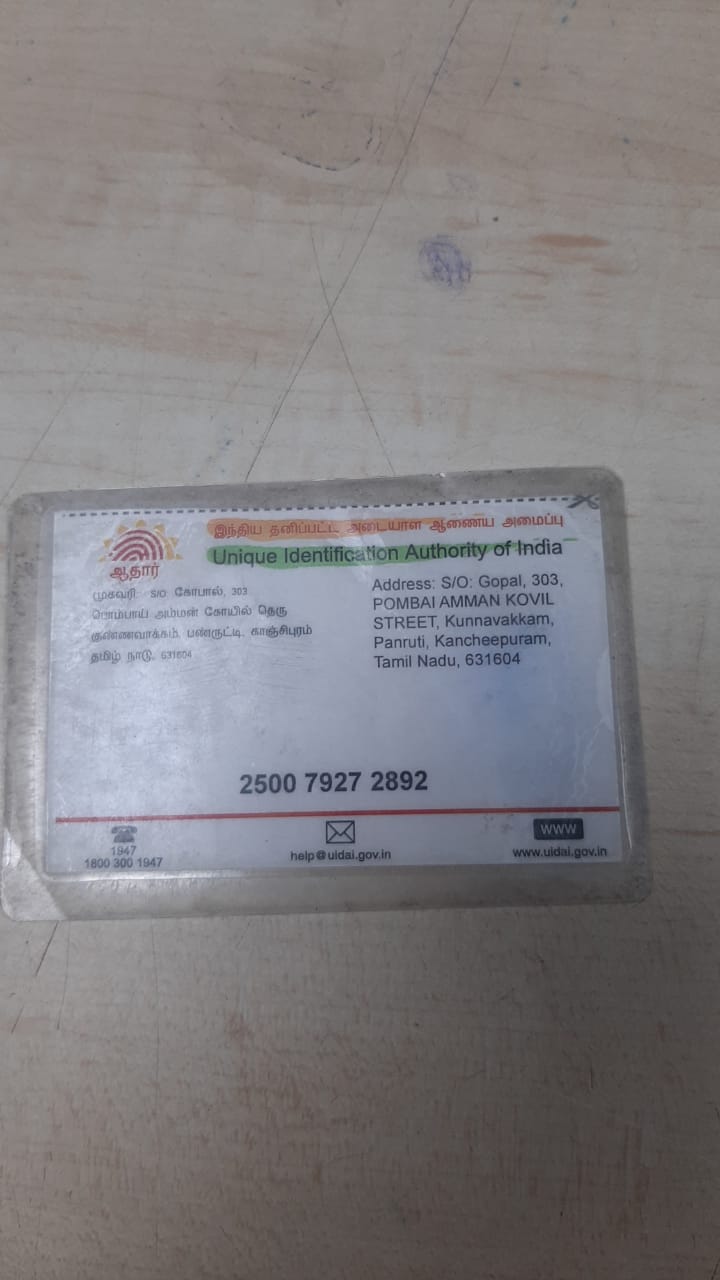 இந்திய தனிப்பட்ட அடையாள ஆணைய அமைப்பு
Unique Identification Authority of India
ஆதார்
முகவரி: S/O கோபால், 303
பொம்பாய் அம்மன் கோயில் தெரு
குண்ணவாக்கம், பண்ருட்டி, காஞ்சிபுரம்
தமிழ் நாடு, 631604
Address: S/O: Gopal, 303,
POMBAI AMMAN KOVIL
STREET, Kunnavakkam,
Panruti, Kancheepuram,
Tamil Nadu, 631604
2500 7927 2892
1947
1800 300 1947
help@uidai.gov.in
WWW
www.uidai.gov.in